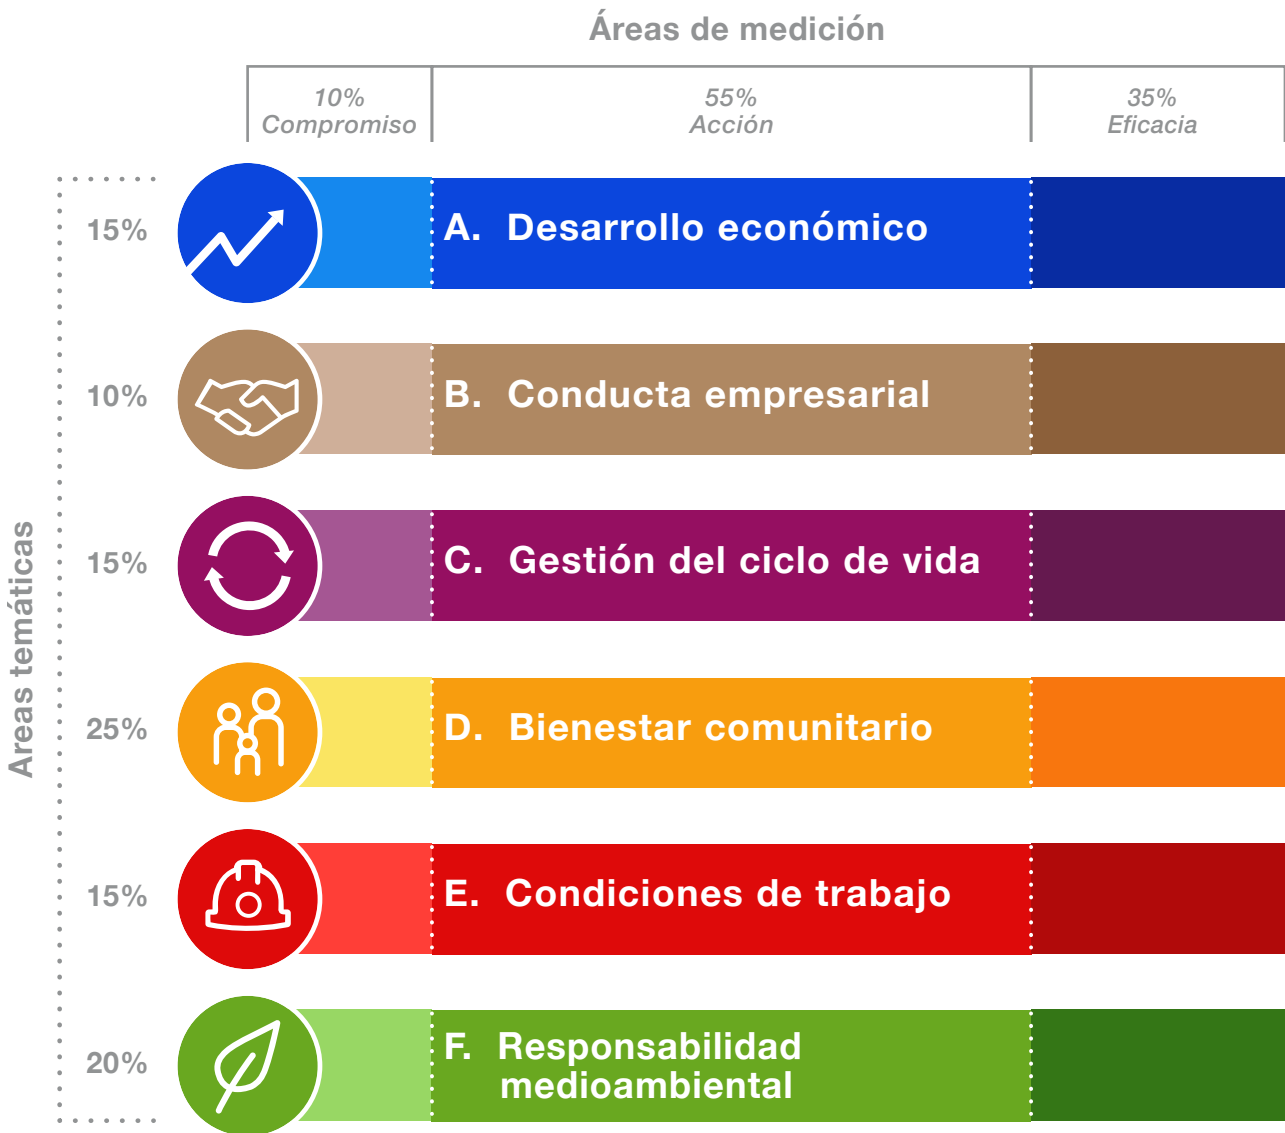 Áreas de medición
10%
Compromiso
55%
Acción
35%
Eficacia
Areas temáticas
15%
A. Desarrollo económico
10%
B. Conducta empresarial
15%
C. Gestión del ciclo de vida
25%
D. Bienestar comunitario
15%
E. Condiciones de trabajo
20%
F. Responsabilidad
medioambiental